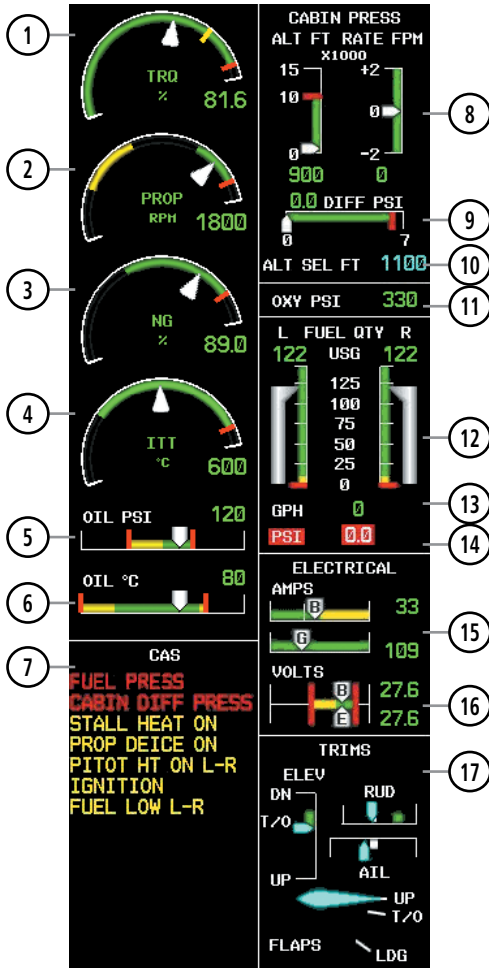 1
TRQ
%
81.6
2
PROP
RPM
1800
3
NG
%
89.0
4
ITT
°C
600
5
OIL PSI 120
6
OIL °C 80
7
CAS
FUEL PRESS
CABIN DIFF PRESS
STALL HEAT ON
PROP DEICE ON
PITOT HT ON L-R
IGNITION
FUEL LOW L-R
CABIN PRESS
ALT FT RATE FPM
X1000
15 +2
10
0
0 -2
900 0
8
0.0 DIFF PSI
0 7
9
ALT SEL FT 1100
10
OXY PSI 330
11
L FUEL QTY R
122 USG 122
125
100
75
50
25
0
12
GPH 0
13
PSI 0.0
14
ELECTRICAL
AMPS
B 33
G 109
15
VOLTS
B 27.6
E 27.6
16
TRIMS
17
ELEV
DN RUD
T/O
UP AIL
UP
T/O
FLAPS LDG